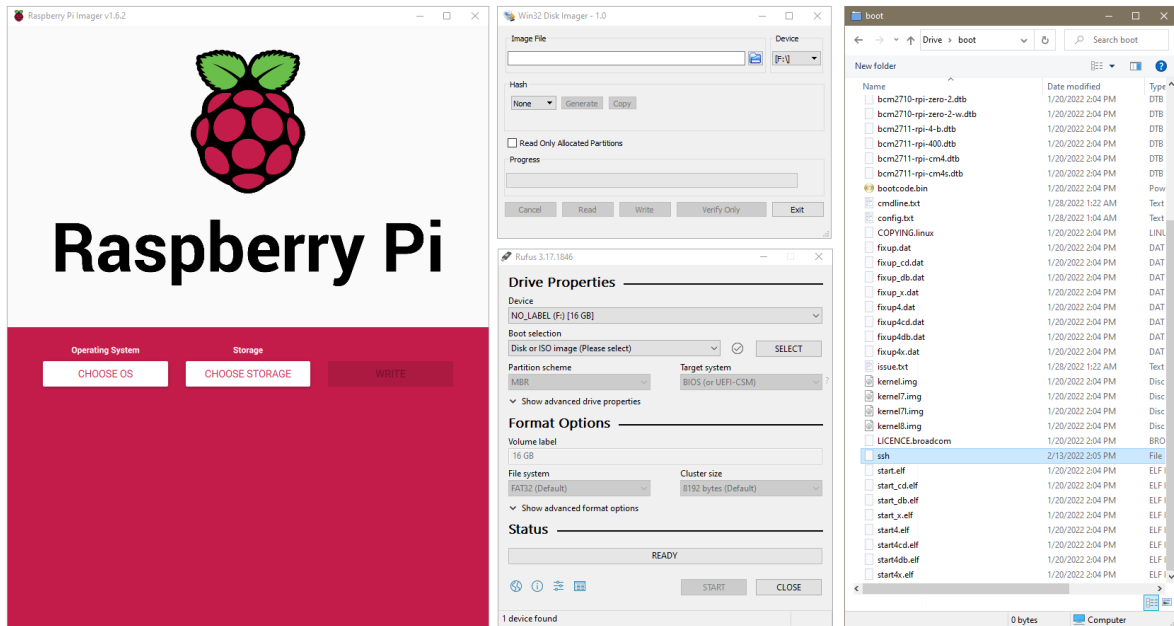 Raspberry Pi Imager v1.6.2
Raspberry Pi
Operating System
Storage
CHOOSE OS
CHOOSE STORAGE
WRITE
Win32 Disk Imager - 1.0
Image File
Device
[F:\]
Hash
None
Generate
Copy
Read Only Allocated Partitions
Progress
Cancel
Read
Write
Verify Only
Exit
Rufus 3.17.1846
Drive Properties
Device
NO_LABEL (F:) [16 GB]
Boot selection
Disk or ISO image (Please select)
SELECT
Partition scheme
Target system
MBR
BIOS (or UEFI-CSM)
?
Show advanced drive properties
Format Options
Volume label
16 GB
File system
Cluster size
FAT32 (Default)
8192 bytes (Default)
Show advanced format options
Status
READY
START
CLOSE
1 device found
boot
Drive › boot
Search boot
New folder
Name Date modified Type
bcm2710-rpi-zero-2.dtb 1/20/2022 2:04 PM DTB
bcm2710-rpi-zero-2-w.dtb 1/20/2022 2:04 PM DTB
bcm2711-rpi-4-b.dtb 1/20/2022 2:04 PM DTB
bcm2711-rpi-400.dtb 1/20/2022 2:04 PM DTB
bcm2711-rpi-cm4.dtb 1/20/2022 2:04 PM DTB
bcm2711-rpi-cm4s.dtb 1/20/2022 2:04 PM DTB
bootcode.bin 1/20/2022 2:04 PM Pow
cmdline.txt 1/28/2022 1:22 AM Text
config.txt 1/28/2022 1:04 AM Text
COPYING.linux 1/20/2022 2:04 PM LINU
fixup.dat 1/20/2022 2:04 PM DAT
fixup_cd.dat 1/20/2022 2:04 PM DAT
fixup_db.dat 1/20/2022 2:04 PM DAT
fixup_x.dat 1/20/2022 2:04 PM DAT
fixup4.dat 1/20/2022 2:04 PM DAT
fixup4cd.dat 1/20/2022 2:04 PM DAT
fixup4db.dat 1/20/2022 2:04 PM DAT
fixup4x.dat 1/20/2022 2:04 PM DAT
issue.txt 1/28/2022 1:22 AM Text
kernel.img 1/20/2022 2:04 PM Disc
kernel7.img 1/20/2022 2:04 PM Disc
kernel7l.img 1/20/2022 2:04 PM Disc
kernel8.img 1/20/2022 2:04 PM Disc
LICENCE.broadcom 1/20/2022 2:04 PM BRO
ssh 2/13/2022 2:05 PM File
start.elf 1/20/2022 2:04 PM ELF
start_cd.elf 1/20/2022 2:04 PM ELF
start_db.elf 1/20/2022 2:04 PM ELF
start_x.elf 1/20/2022 2:04 PM ELF
start4.elf 1/20/2022 2:04 PM ELF
start4cd.elf 1/20/2022 2:04 PM ELF
start4db.elf 1/20/2022 2:04 PM ELF
start4x.elf 1/20/2022 2:04 PM ELF
0 bytes
Computer